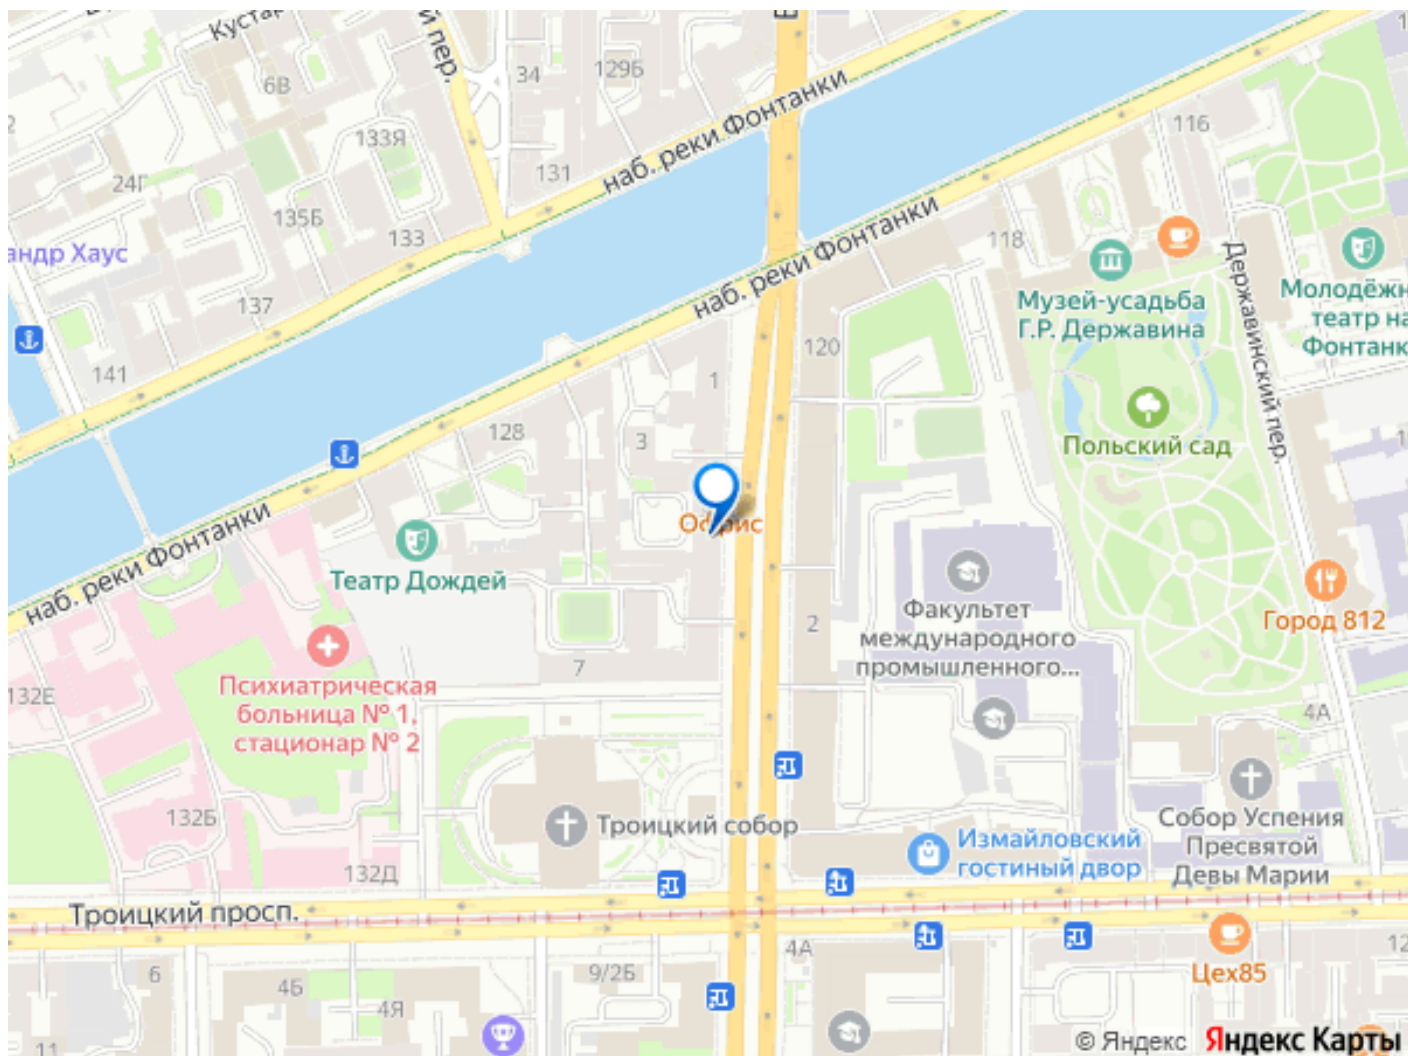 Кустар
й пер.
6В
34
129Б
133Я
24Г
135Б
131
133
наб. реки Фонтанки
116
118
андр Хаус
137
141
наб. реки Фонтанки
Музей-усадьба
Г.Р. Державина
Державинский пер.
Молодёжн
театр на
Фонтанк
120
1
128
3
Польский сад
Театр Дождей
наб. реки Фонтанки
Факультет
международного
промышленного...
Город 812
2
7
132Е
Психиатрическая
больница № 1,
стационар № 2
4А
132Б
Троицкий собор
Измайловский
гостиный двор
Собор Успения
Пресвятой
Девы Марии
132Д
Троицкий просп.
6
4Б
4Я
9/2Б
4А
Цех85
12
11
© Яндекс
Яндекс Карты